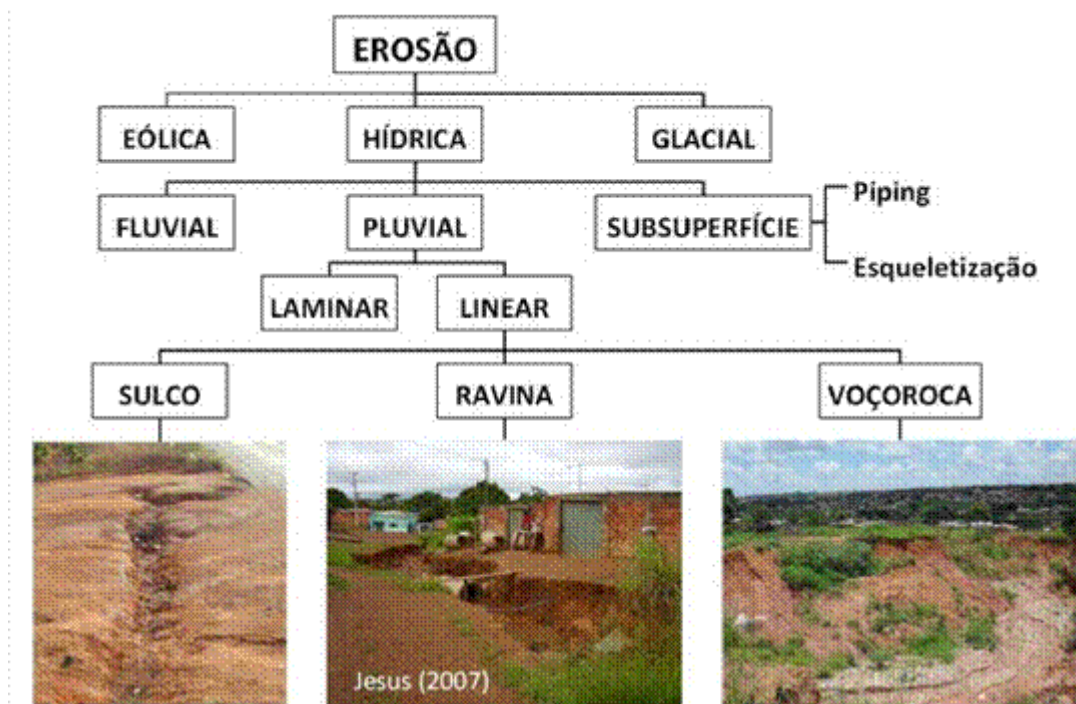 EROSÃO
EÓLICA HÍDRICA GLACIAL
FLUVIAL PLUVIAL SUBSUPERFÍCIE
Piping
Esqueletização
LAMINAR LINEAR
SULCO RAVINA VOÇOROCA
Jesus (2007)